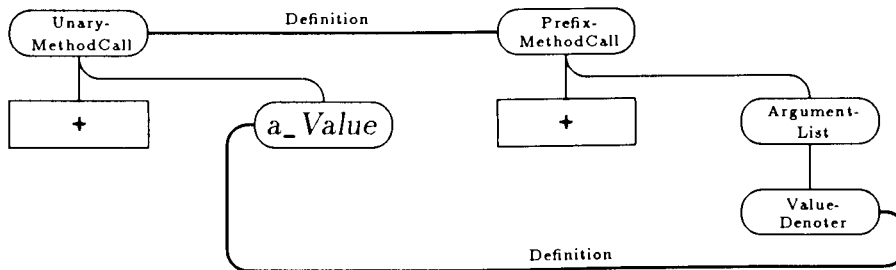 Unary-
MethodCall
Definition
Prefix-
MethodCall
+
a_Value
+
Argument-
List
Value-
Denoter
Definition